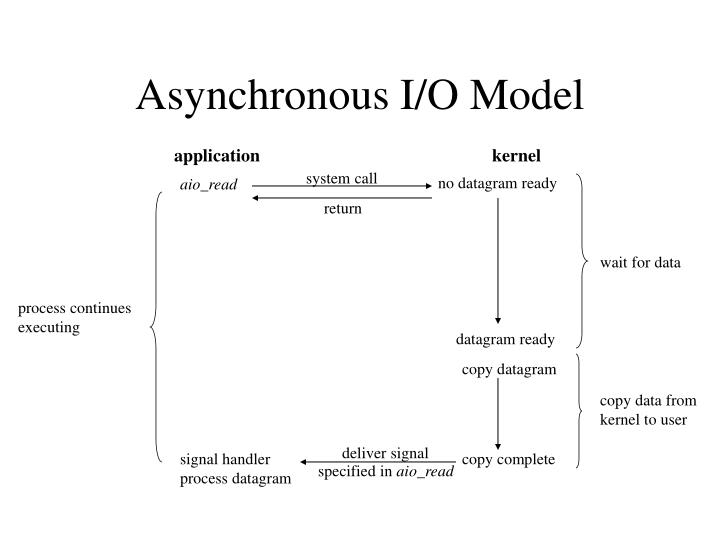 Asynchronous I/O Model
application
kernel
aio_read
system call
no datagram ready
return
wait for data
process continues
executing
datagram ready
copy datagram
copy data from
kernel to user
signal handler
process datagram
deliver signal
specified in aio_read
copy complete